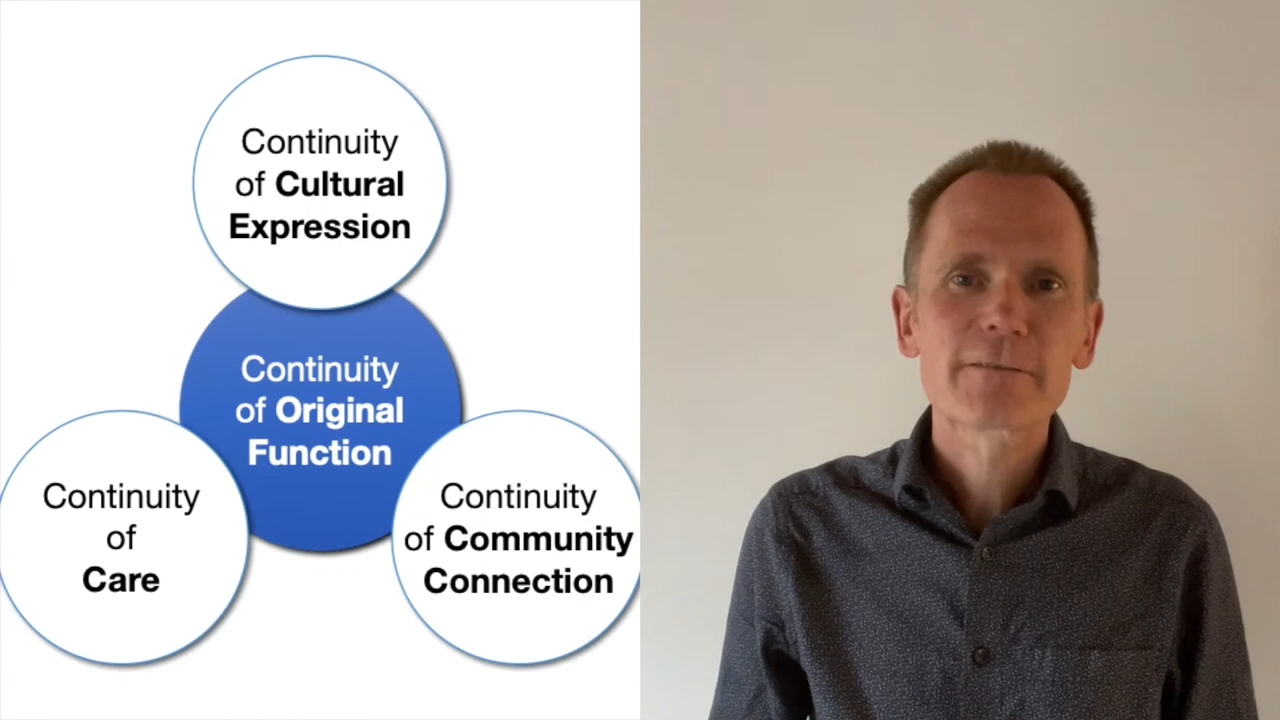 Continuity
of Cultural
Expression
Continuity
of Original
Function
Continuity
of
Care
Continuity
of Community
Connection